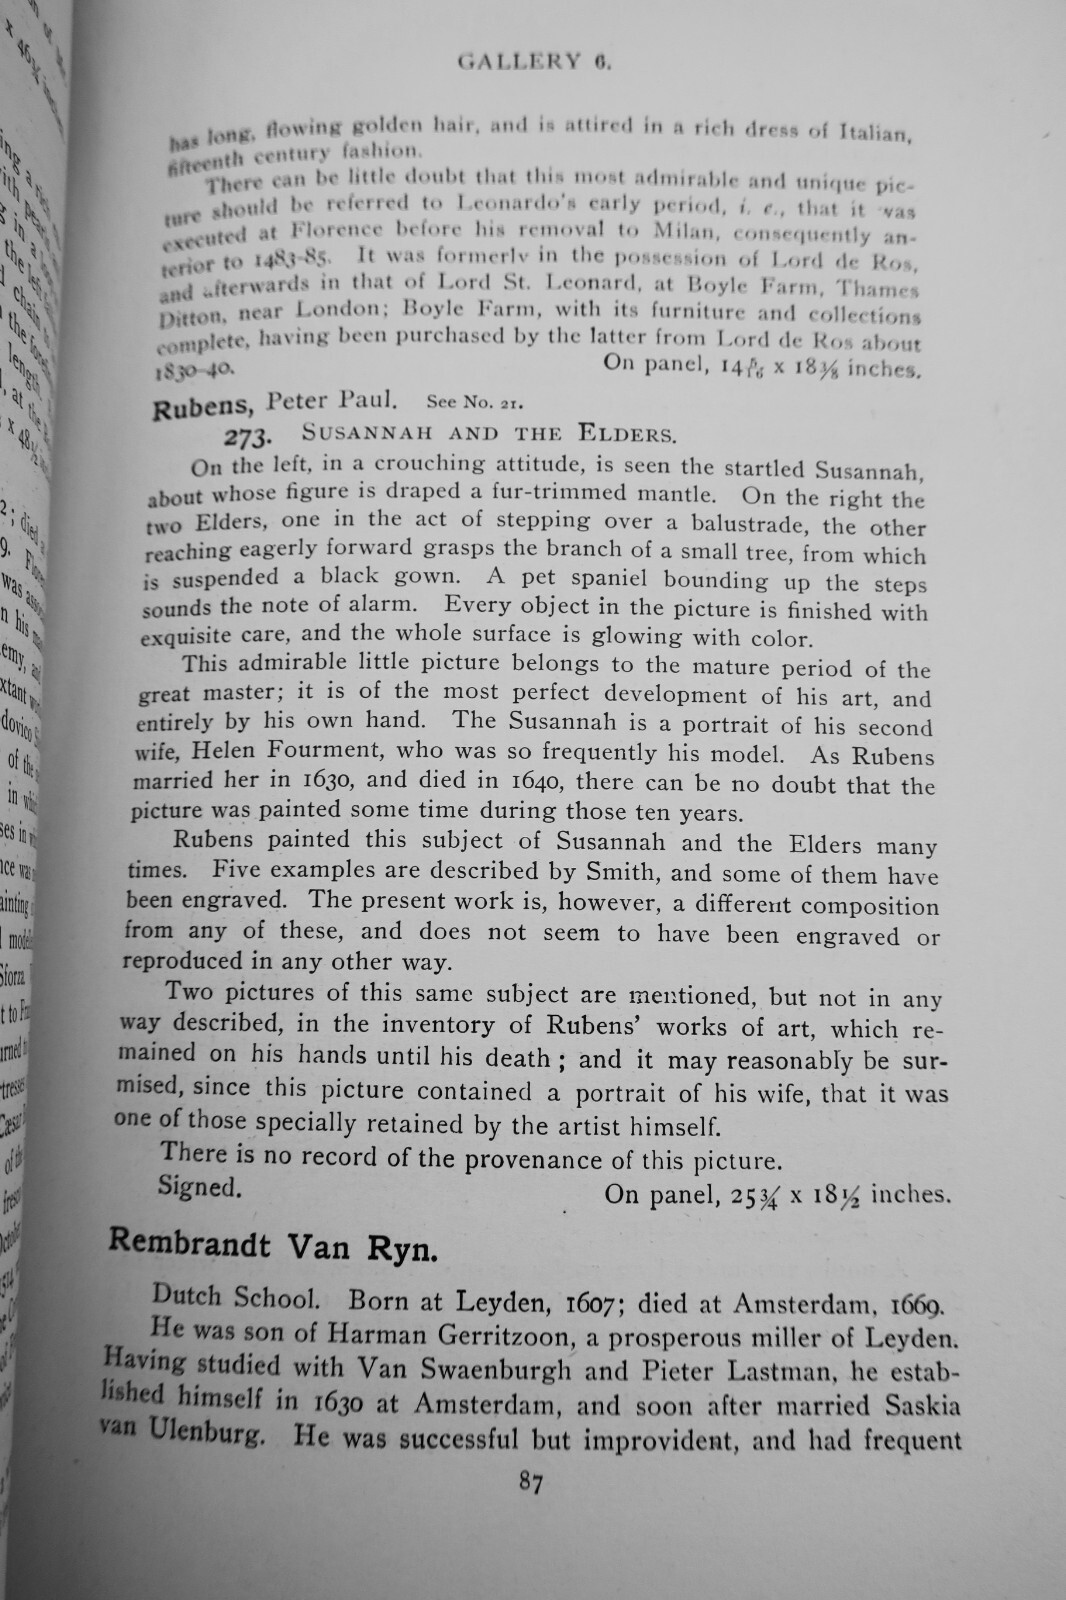 GALLERY 6.
has long, flowing golden hair, and is attired in a rich dress of Italian,
fifteenth century fashion.
There can be little doubt that this most admirable and unique pic-
ture should be referred to Leonardo's early period, i. e., that it was
executed at Florence before his removal to Milan, consequently an-
terior to 1483-85. It was formerly in the possession of Lord de Ros,
and afterwards in that of Lord St. Leonard, at Boyle Farm, Thames
Ditton, near London; Boyle Farm, with its furniture and collections
complete, having been purchased by the latter from Lord de Ros about
1830-40. On panel, 14 x 18⅜ inches.
Rubens, Peter Paul. See No. 21.
273. SUSANNAH AND THE ELDERS.
On the left, in a crouching attitude, is seen the startled Susannah,
about whose figure is draped a fur-trimmed mantle. On the right the
two Elders, one in the act of stepping over a balustrade, the other
reaching eagerly forward grasps the branch of a small tree, from which
is suspended a black gown. A pet spaniel bounding up the steps
sounds the note of alarm. Every object in the picture is finished with
exquisite care, and the whole surface is glowing with color.
This admirable little picture belongs to the mature period of the
great master; it is of the most perfect development of his art, and
entirely by his own hand. The Susannah is a portrait of his second
wife, Helen Fourment, who was so frequently his model. As Rubens
married her in 1630, and died in 1640, there can be no doubt that the
picture was painted some time during those ten years.
Rubens painted this subject of Susannah and the Elders many
times. Five examples are described by Smith, and some of them have
been engraved. The present work is, however, a different composition
from any of these, and does not seem to have been engraved or
reproduced in any other way.
Two pictures of this same subject are mentioned, but not in any
way described, in the inventory of Rubens' works of art, which re-
mained on his hands until his death ; and it may reasonably be sur-
mised, since this picture contained a portrait of his wife, that it was
one of those specially retained by the artist himself.
There is no record of the provenance of this picture.
Signed. On panel, 25¾ x 18½ inches.
Rembrandt Van Ryn.
Dutch School. Born at Leyden, 1607; died at Amsterdam, 1669.
He was son of Harman Gerritzoon, a prosperous miller of Leyden.
Having studied with Van Swaenburgh and Pieter Lastman, he estab-
lished himself in 1630 at Amsterdam, and soon after married Saskia
van Ulenburg. He was successful but improvident, and had frequent
87